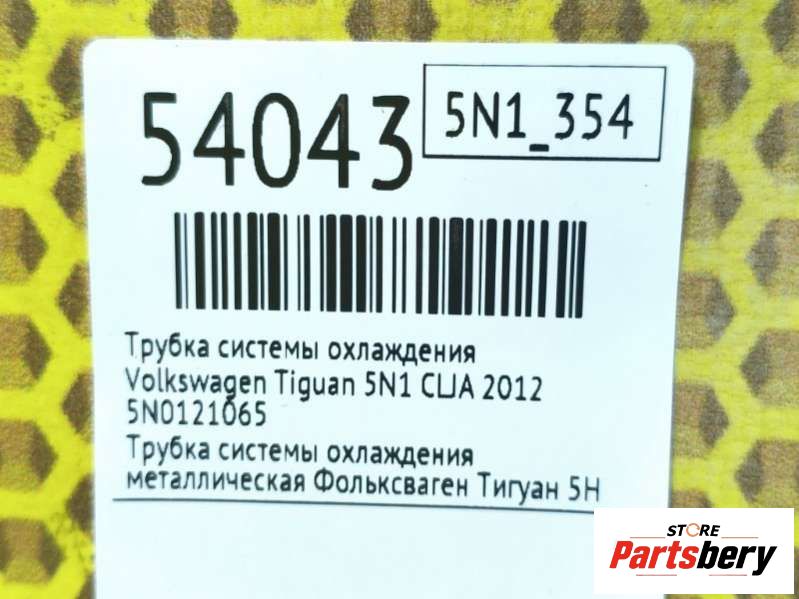 54043
5N1_354
Трубка системы охлаждения
Volkswagen Tiguan 5N1 CLJA 2012
5N0121065
Трубка системы охлаждения
металлическая Фольксваген Тигуан 5Н
STORE
Partsbery